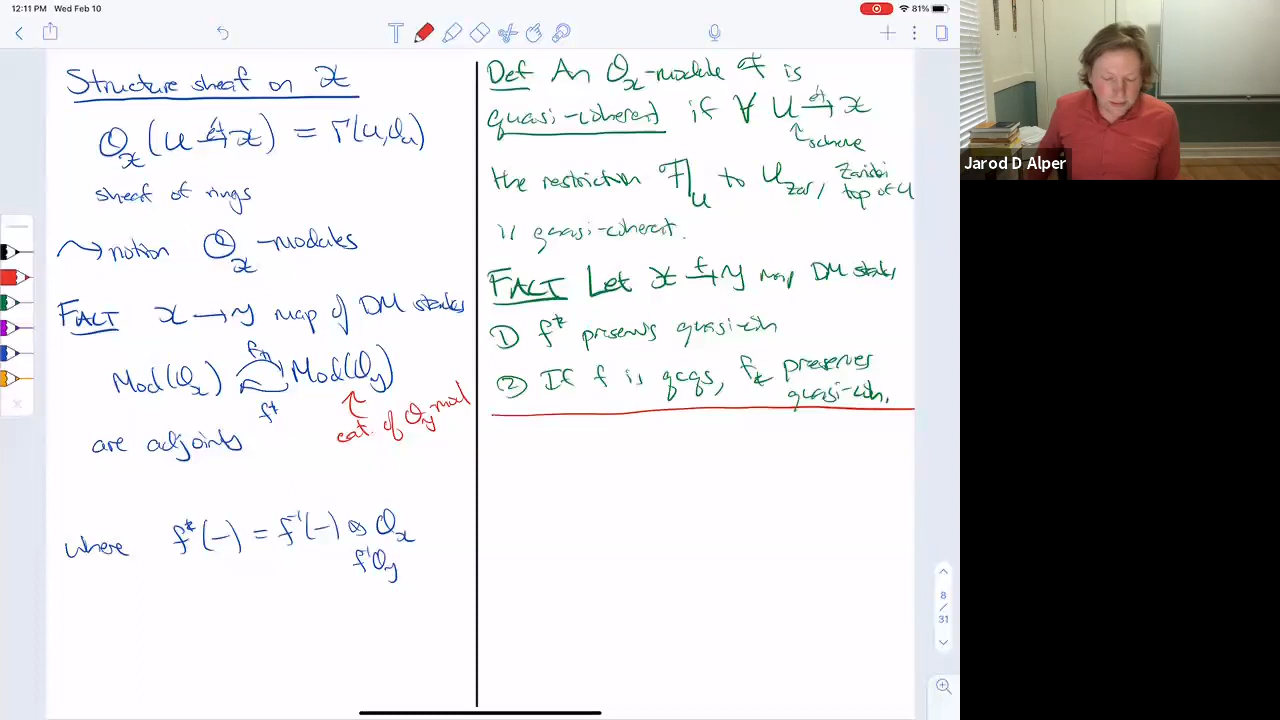 12:11 PM Wed Feb 10
81%
Structure sheaf on 𝒳
𝒪_𝒳(U →^ét 𝒳) = Γ(U, 𝒪_U)
sheaf of rings
⇝ notion 𝒪_𝒳-modules
FACT 𝒳 → 𝒴 map of DM stacks
Mod(𝒪_𝒳) Mod(𝒪_𝒴)
f_*
f^*
cat. of 𝒪_𝒴 mod
are adjoints
where f^*(−) = f^{-1}(−) ⊗ 𝒪_𝒳
f^{-1}𝒪_𝒴
Def An 𝒪_𝒳-module F is
quasi-coherent if ∀ U →^ét 𝒳
scheme
the restriction F|_U to U_Zar, Zariski
top of U
is quasi-coherent.
FACT Let 𝒳 →^f 𝒴 map DM stacks
① f^* preserves quasi-coh
② If f is qcqs, f_* preserves
quasi-coh.
Jarod D Alper
8
/
31